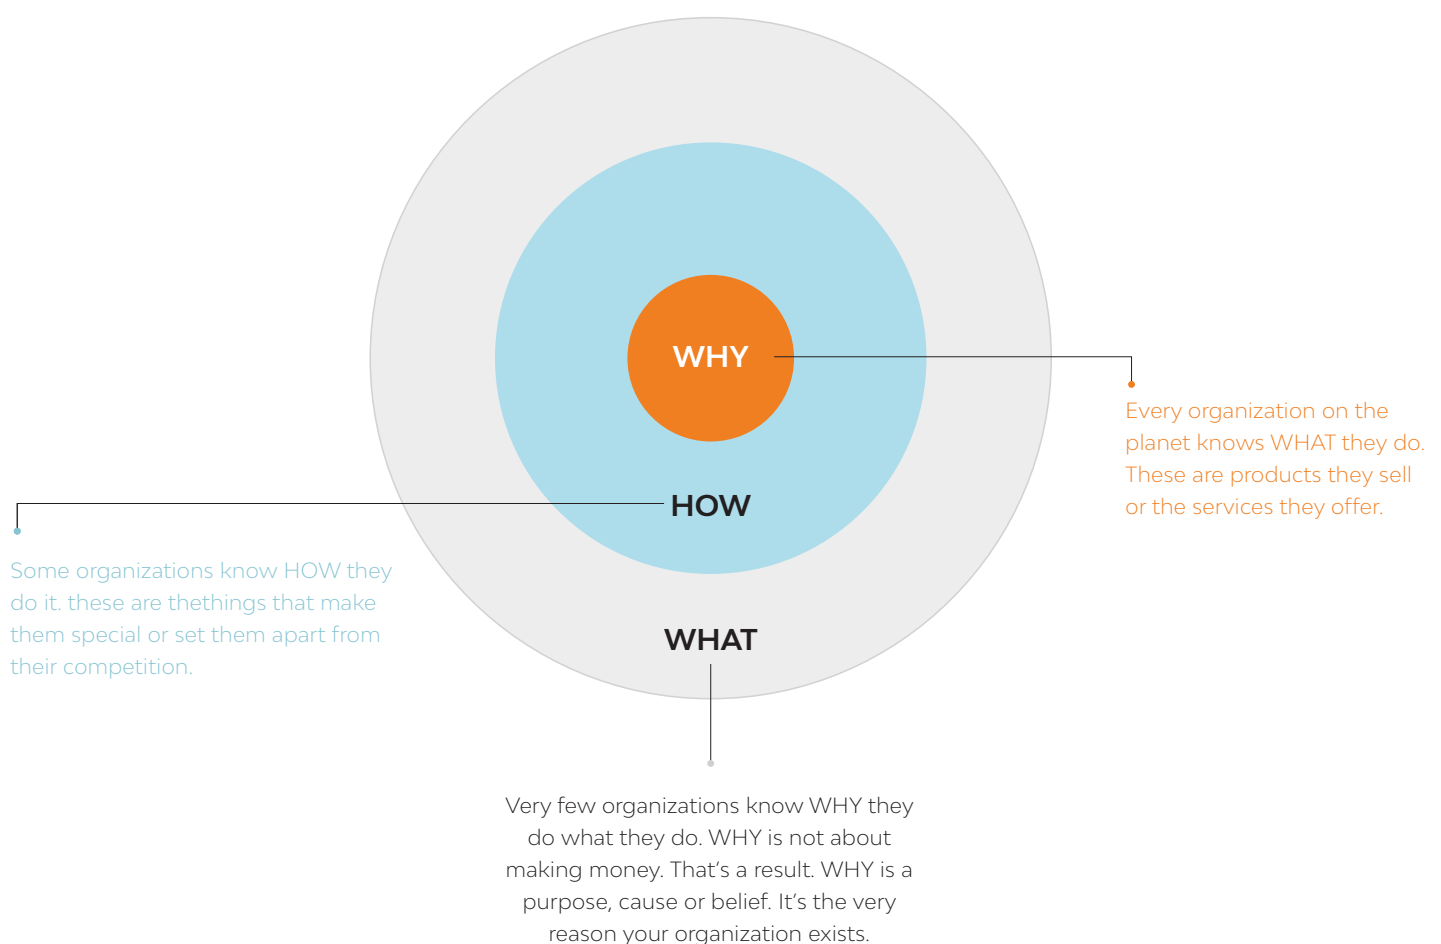 WHY
Every organization on the
planet knows WHAT they do.
These are products they sell
or the services they offer.
HOW
Some organizations know HOW they
do it. these are thethings that make
them special or set them apart from
their competition.
WHAT
Very few organizations know WHY they
do what they do. WHY is not about
making money. That’s a result. WHY is a
purpose, cause or belief. It’s the very
reason your organization exists.